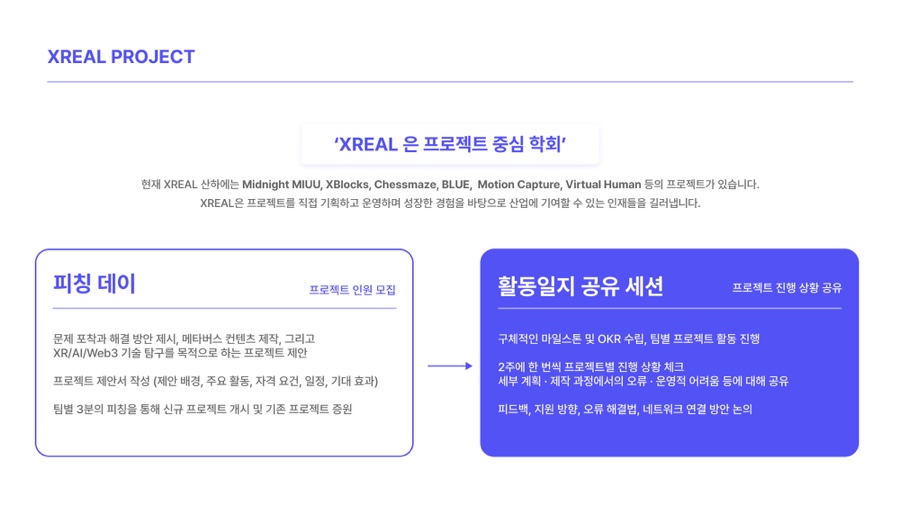 XREAL PROJECT
‘XREAL 은 프로젝트 중심 학회’
현재 XREAL 산하에는 Midnight MIUU, XBlocks, Chessmaze, BLUE, Motion Capture, Virtual Human 등의 프로젝트가 있습니다.
XREAL은 프로젝트를 직접 기획하고 운영하며 성장한 경험을 바탕으로 산업에 기여할 수 있는 인재들을 길러냅니다.
피칭 데이
프로젝트 인원 모집
문제 포착과 해결 방안 제시, 메타버스 컨텐츠 제작, 그리고
XR/AI/Web3 기술 탐구를 목적으로 하는 프로젝트 제안
프로젝트 제안서 작성 (제안 배경, 주요 활동, 자격 요건, 일정, 기대 효과)
팀별 3분의 피칭을 통해 신규 프로젝트 개시 및 기존 프로젝트 증원
활동일지 공유 세션
프로젝트 진행 상황 공유
구체적인 마일스톤 및 OKR 수립, 팀별 프로젝트 활동 진행
2주에 한 번씩 프로젝트별 진행 상황 체크
세부 계획 · 제작 과정에서의 오류 · 운영적 어려움 등에 대해 공유
피드백, 지원 방향, 오류 해결법, 네트워크 연결 방안 논의